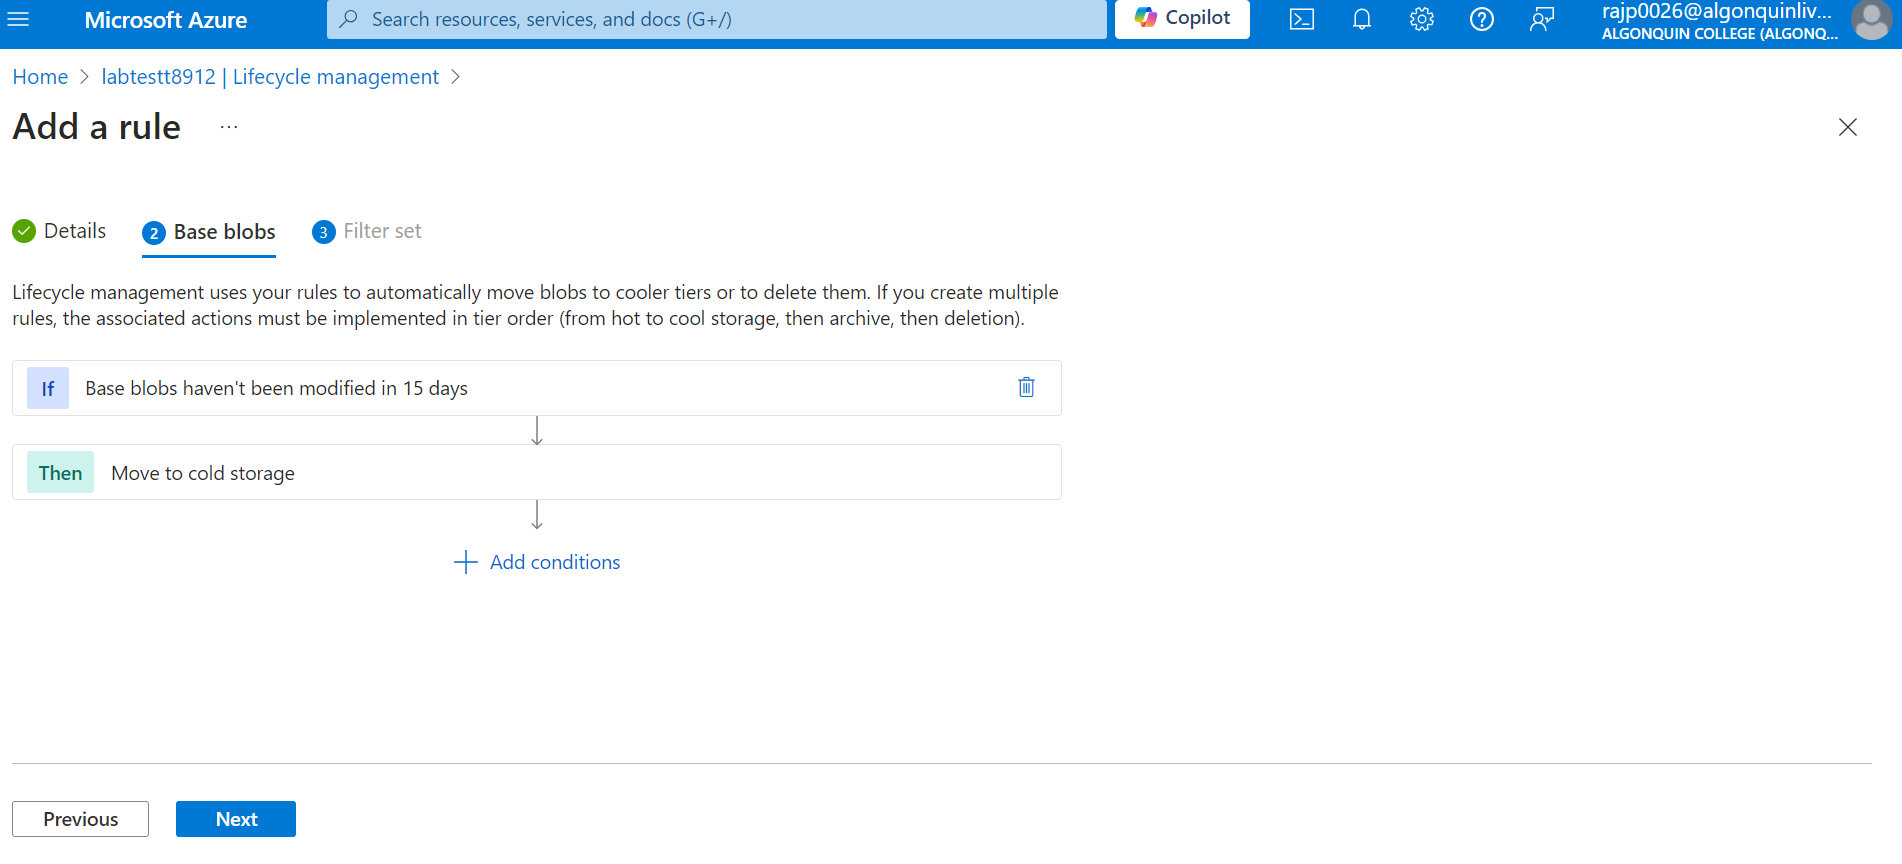 Microsoft Azure
Search resources, services, and docs (G+/)
Copilot
rajp0026@algonquinliv...
ALGONQUIN COLLEGE (ALGONQ...
Home > labtestt8912 | Lifecycle management >
Add a rule ...
Details
2 Base blobs
3 Filter set
Lifecycle management uses your rules to automatically move blobs to cooler tiers or to delete them. If you create multiple
rules, the associated actions must be implemented in tier order (from hot to cool storage, then archive, then deletion).
If Base blobs haven't been modified in 15 days
Then Move to cold storage
+ Add conditions
Previous
Next